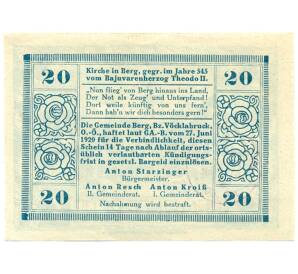 20 Kirche in Berg, gegr. im Jahre 545 20
vom Bajuvarenherzog Theodo II.
"Nun flieg' von Berg hinaus ins Land,
Der Not als Zeug' und Unterpfand!
Dort weile künftig von uns fern',
Dann hab'n wir dich besonders gern!"
Die Gemeinde Berg, Bz. Vöcklabruck,
O.-Ö., haftet laut GA.-B. vom 27. Juni
1920 für die Verbindlichkeit, diesen
Schein 14 Tage nach Ablauf der orts-
üblich verlautbarten Kündigungs-
frist in gesetzl. Bargeld einzulösen.
Anton Starzinger
Bürgermeister.
Anton Resch Anton Kroiß
20 II. Gemeinderat. I. Gemeinderat. 20
Nachahmung wird bestraft.